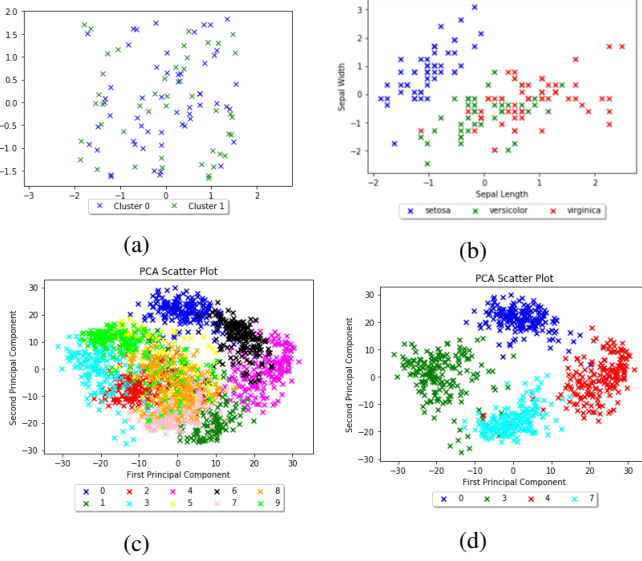 2.0
1.5
1.0
0.5
0.0
−0.5
−1.0
−1.5
−3 −2 −1 0 1 2
Cluster 0 Cluster 1
(a)
3
2
1
0
−1
−2
Sepal Width
−2 −1 0 1 2
Sepal Length
setosa versicolor virginica
(b)
PCA Scatter Plot
30
20
10
0
−10
−20
−30
Second Principal Component
−30 −20 −10 0 10 20 30
First Principal Component
0 2 4 6 8
1 3 5 7 9
(c)
PCA Scatter Plot
30
20
10
0
−10
−20
−30
Second Principal Component
−30 −20 −10 0 10 20 30
First Principal Component
0 3 4 7
(d)